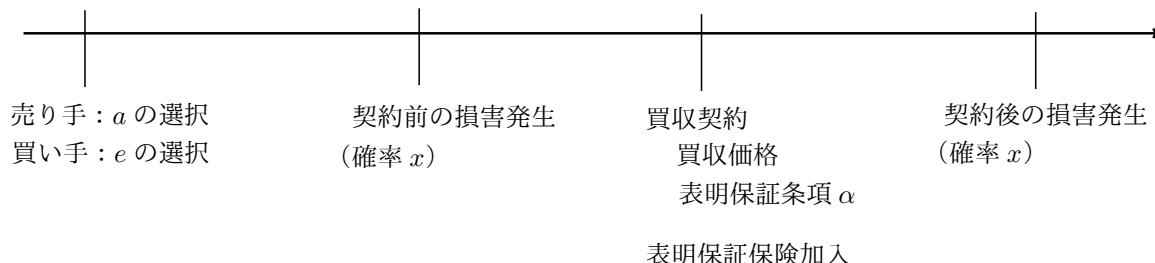 売り手：a の選択
買い手：e の選択
契約前の損害発生
（確率 x）
買収契約
買収価格
表明保証条項 α
表明保証保険加入
契約後の損害発生
（確率 x）